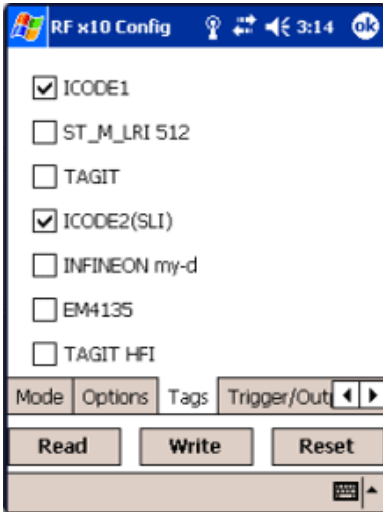 RF x10 Config 3:14 ok
ICODE1
ST_M_LRI 512
TAGIT
ICODE2(SLI)
INFINEON my-d
EM4135
TAGIT HFI
Mode Options Tags Trigger/Outp
Read Write Reset